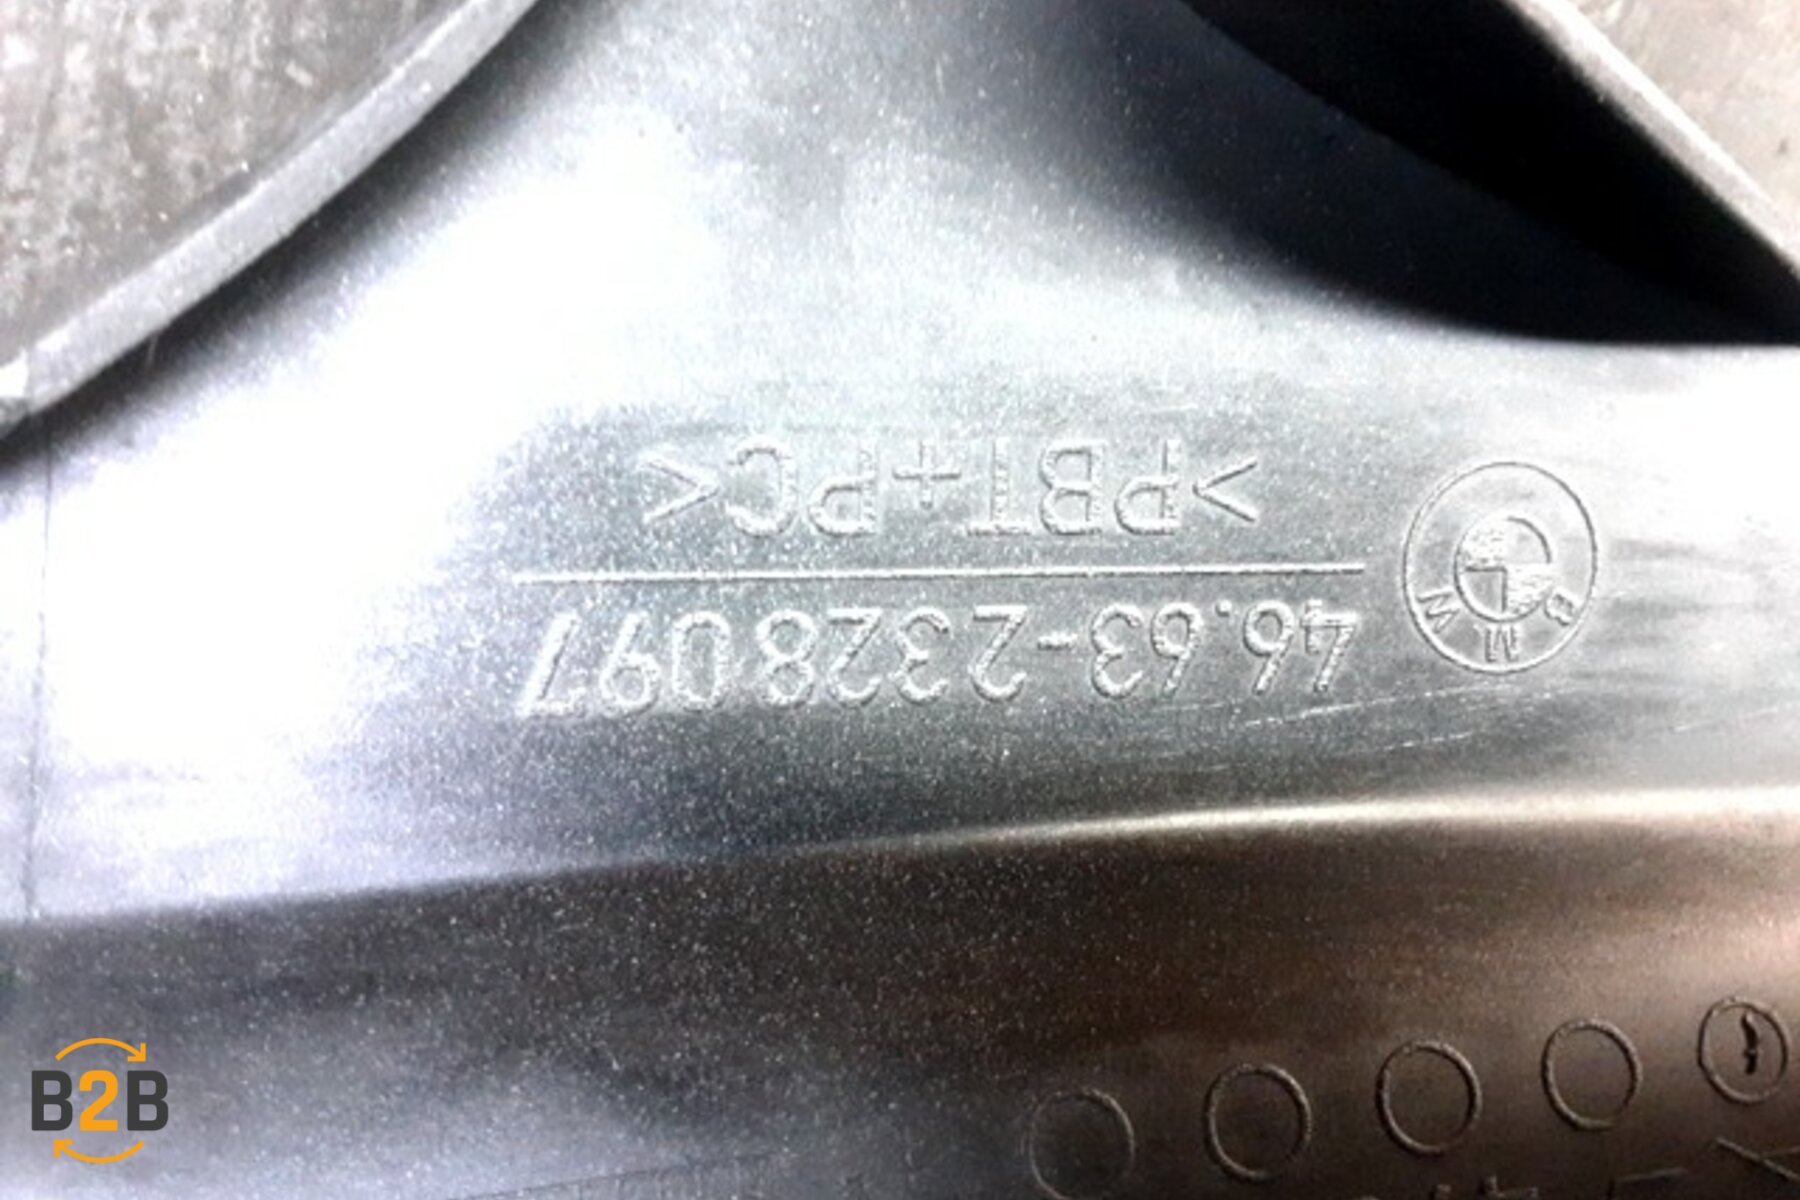 46.63-2328097
>PBT+PC<
BMW
B2B